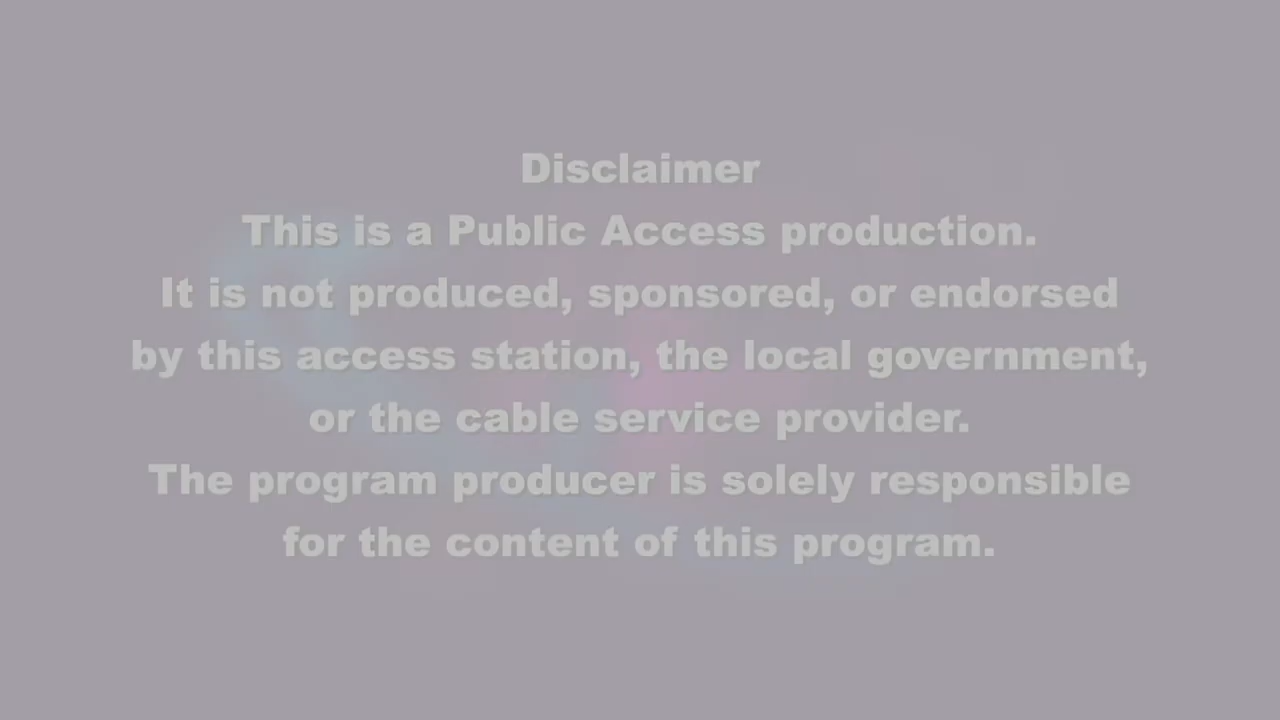 Disclaimer
This is a Public Access production.
It is not produced, sponsored, or endorsed
by this access station, the local government,
or the cable service provider.
The program producer is solely responsible
for the content of this program.